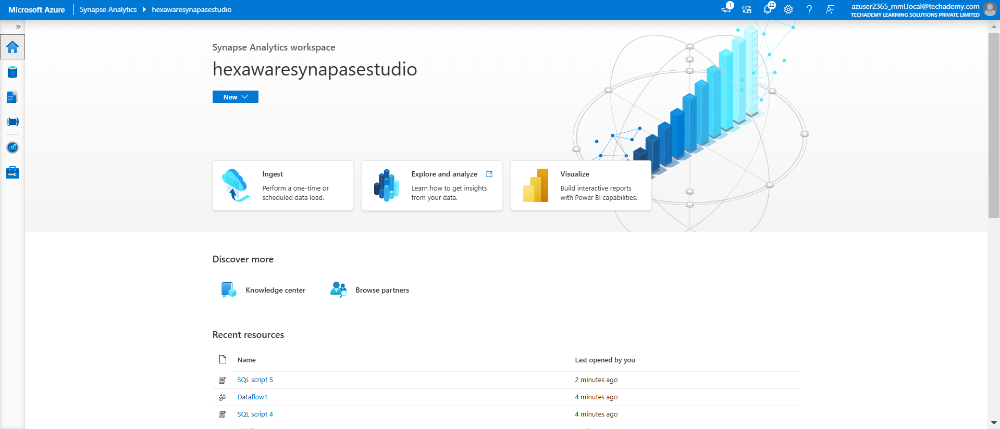 Microsoft Azure
Synapse Analytics
hexawaresynapasestudio
1
22
azuser2365_mml.local@techademy.com
TECHADEMY LEARNING SOLUTIONS PRIVATE LIMITED
Synapse Analytics workspace
hexawaresynapasestudio
New
Ingest
Perform a one-time or
scheduled data load.
Explore and analyze
Learn how to get insights
from your data.
Visualize
Build interactive reports
with Power BI capabilities.
Discover more
Knowledge center
Browse partners
Recent resources
Name
Last opened by you
SQL script 5
2 minutes ago
Dataflow1
4 minutes ago
SQL script 4
4 minutes ago